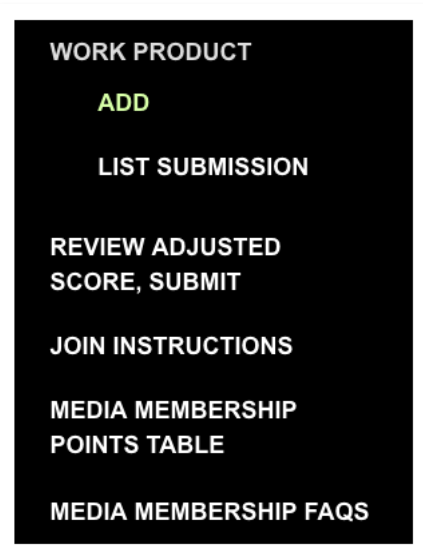 WORK PRODUCT
ADD
LIST SUBMISSION
REVIEW ADJUSTED
SCORE, SUBMIT
JOIN INSTRUCTIONS
MEDIA MEMBERSHIP
POINTS TABLE
MEDIA MEMBERSHIP FAQS